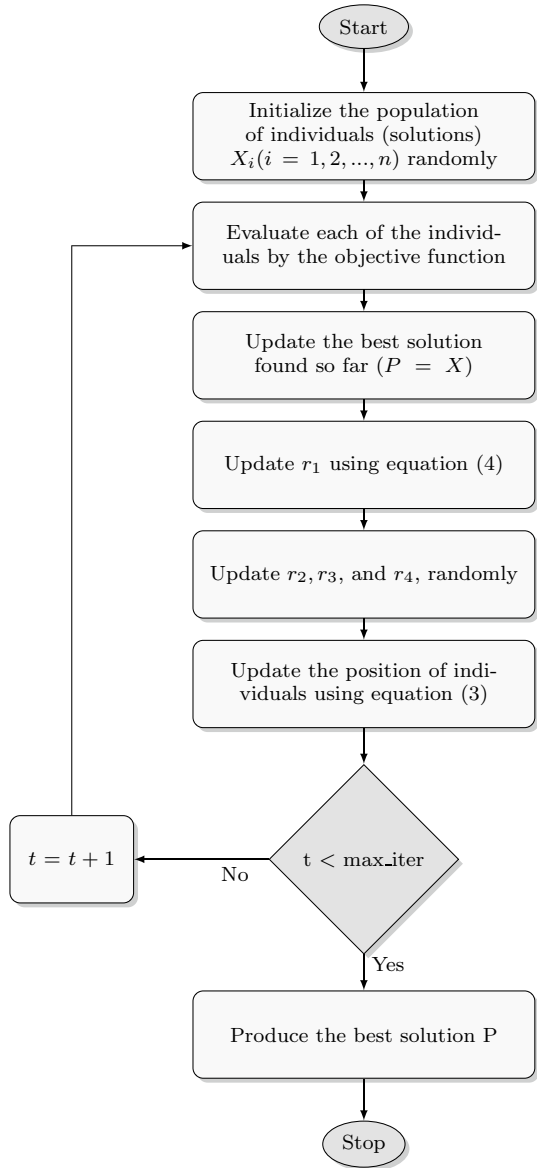 Start
Initialize the population
of individuals (solutions)
X_i(i = 1, 2, ..., n) randomly
Evaluate each of the individ-
uals by the objective function
Update the best solution
found so far (P = X)
Update r_1 using equation (4)
Update r_2, r_3, and r_4, randomly
Update the position of indi-
viduals using equation (3)
t < max_iter
No
t = t + 1
Yes
Produce the best solution P
Stop